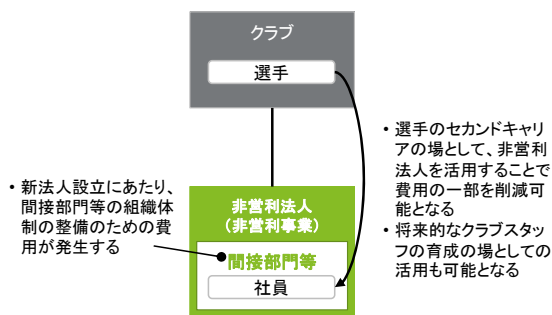 クラブ
選手
• 選手のセカンドキャリ
アの場として、非営利
法人を活用することで
費用の一部を削減可
能となる
• 将来的なクラブスタッ
フの育成の場としての
活用も可能となる
• 新法人設立にあたり、
間接部門等の組織体
制の整備のための費
用が発生する
非営利法人
(非営利事業)
間接部門等
社員